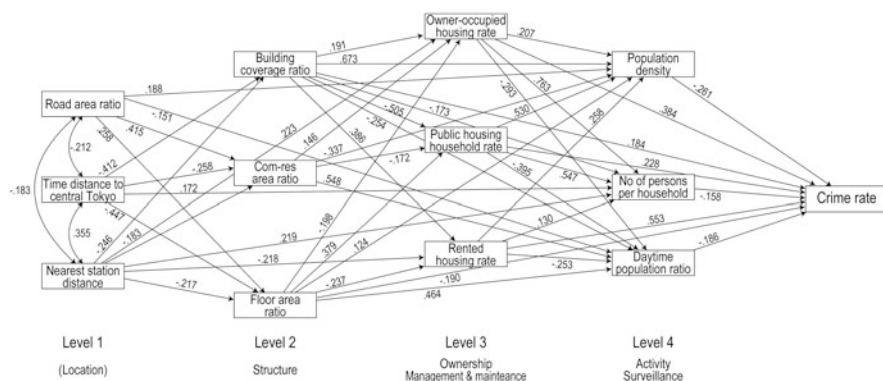 Owner-occupied
housing rate
.207
.191
Building
coverage ratio
.673
Population
density
-.293
.763
-.261
.188
Road area ratio
-.151
.415
.258
-.505
-.254
-.173
.530
.258
.384
.223
.146
.386
Public housing
household rate
-.212
-.412
-.337
.184
-.258
Com-res
area ratio
-.172
-.395
.228
-.183
Time distance to
central Tokyo
.172
.548
.547
No of persons
per household
-.158
Crime rate
-.447
-.198
.355
-.246
-.183
.219
.379
.124
.130
.553
-.186
Nearest station
distance
-.218
Rented
housing rate
-.253
Daytime
population ratio
-.237
-.190
-.217
Floor area
ratio
.464
Level 1
Level 2
Level 3
Level 4
(Location)
Structure
Ownership
Management & mainteance
Activity
Surveillance